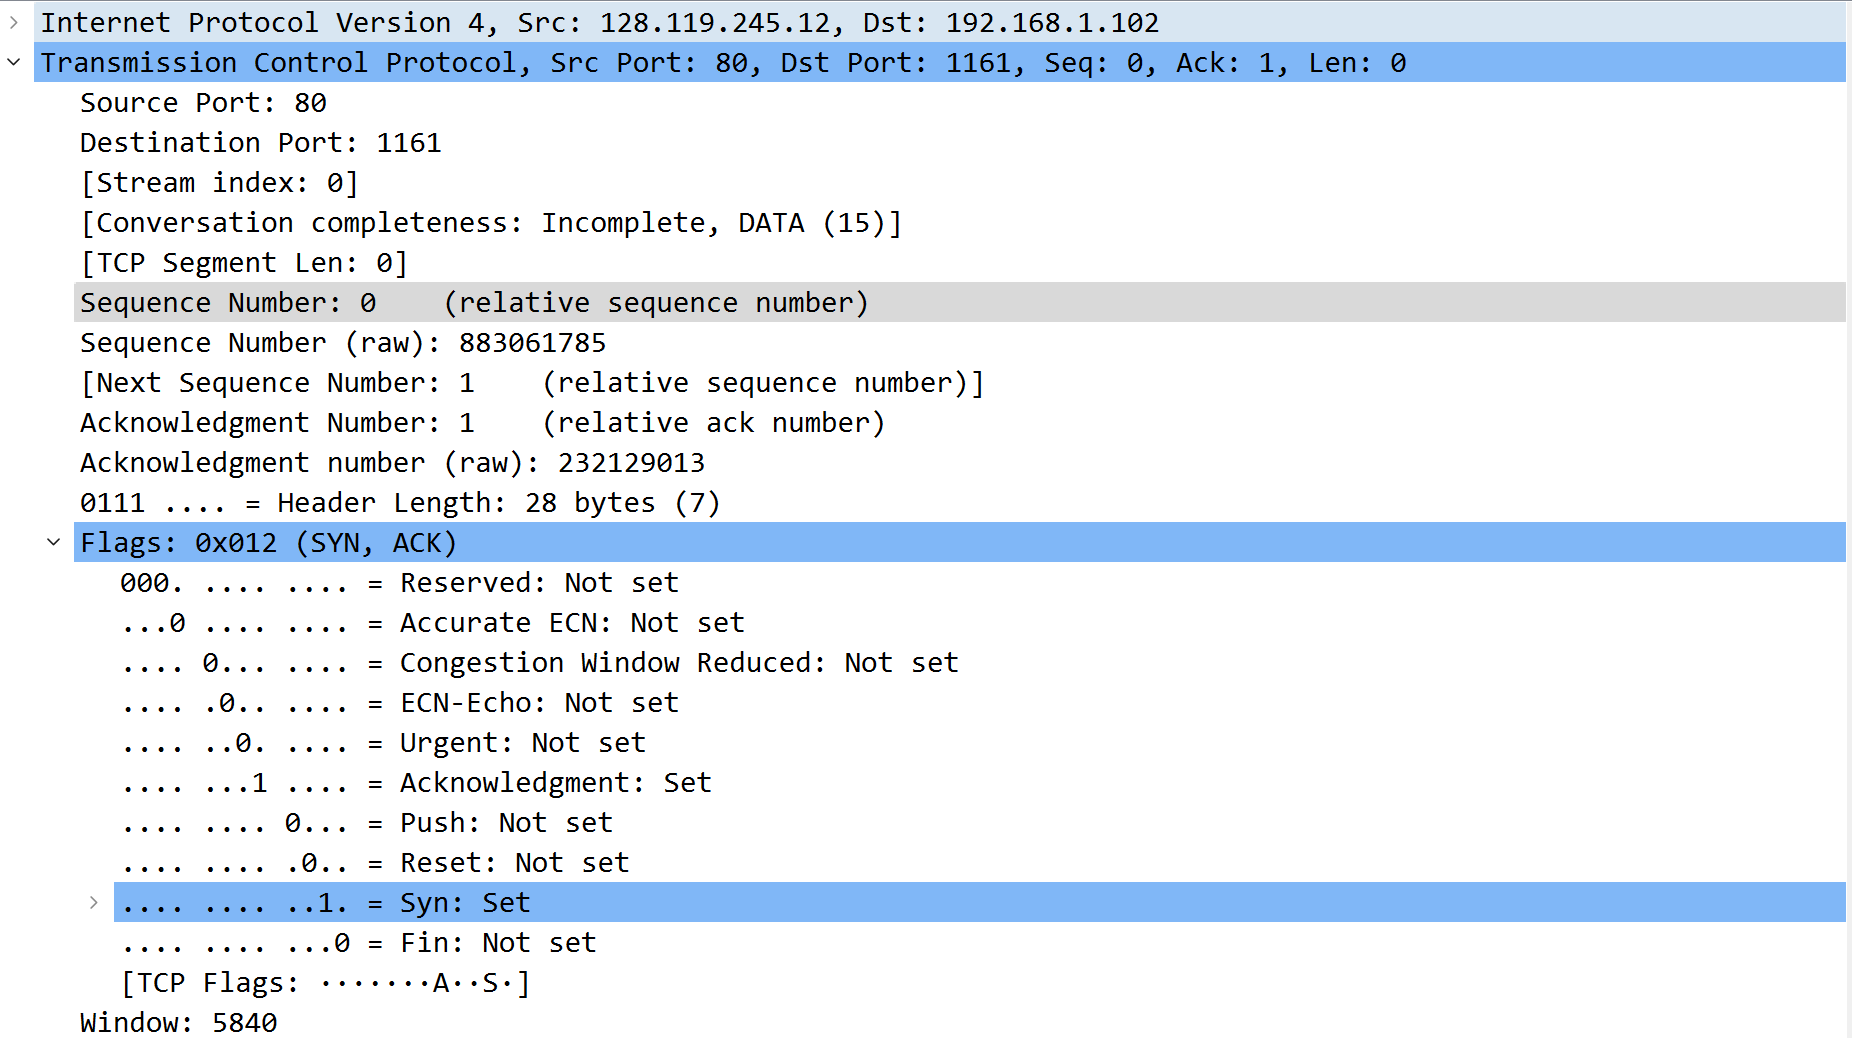 Internet Protocol Version 4, Src: 128.119.245.12, Dst: 192.168.1.102
Transmission Control Protocol, Src Port: 80, Dst Port: 1161, Seq: 0, Ack: 1, Len: 0
Source Port: 80
Destination Port: 1161
[Stream index: 0]
[Conversation completeness: Incomplete, DATA (15)]
[TCP Segment Len: 0]
Sequence Number: 0    (relative sequence number)
Sequence Number (raw): 883061785
[Next Sequence Number: 1    (relative sequence number)]
Acknowledgment Number: 1    (relative ack number)
Acknowledgment number (raw): 232129013
0111 .... = Header Length: 28 bytes (7)
Flags: 0x012 (SYN, ACK)
000. .... .... = Reserved: Not set
...0 .... .... = Accurate ECN: Not set
.... 0... .... = Congestion Window Reduced: Not set
.... .0.. .... = ECN-Echo: Not set
.... ..0. .... = Urgent: Not set
.... ...1 .... = Acknowledgment: Set
.... .... 0... = Push: Not set
.... .... .0.. = Reset: Not set
.... .... ..1. = Syn: Set
.... .... ...0 = Fin: Not set
[TCP Flags: ·······A··S·]
Window: 5840